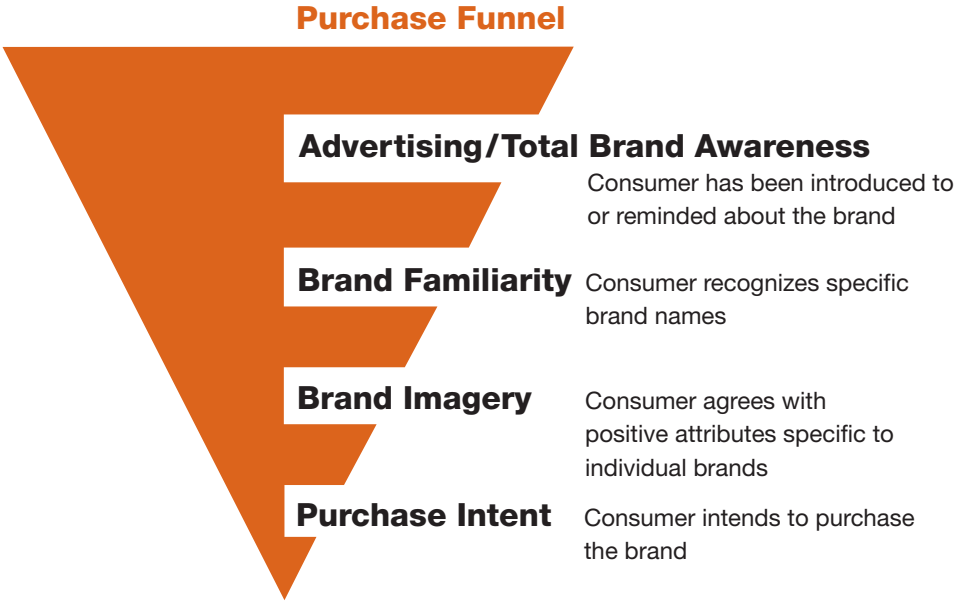 Purchase Funnel
Advertising/Total Brand Awareness
Consumer has been introduced to
or reminded about the brand
Brand Familiarity
Consumer recognizes specific
brand names
Brand Imagery
Consumer agrees with
positive attributes specific to
individual brands
Purchase Intent
Consumer intends to purchase
the brand